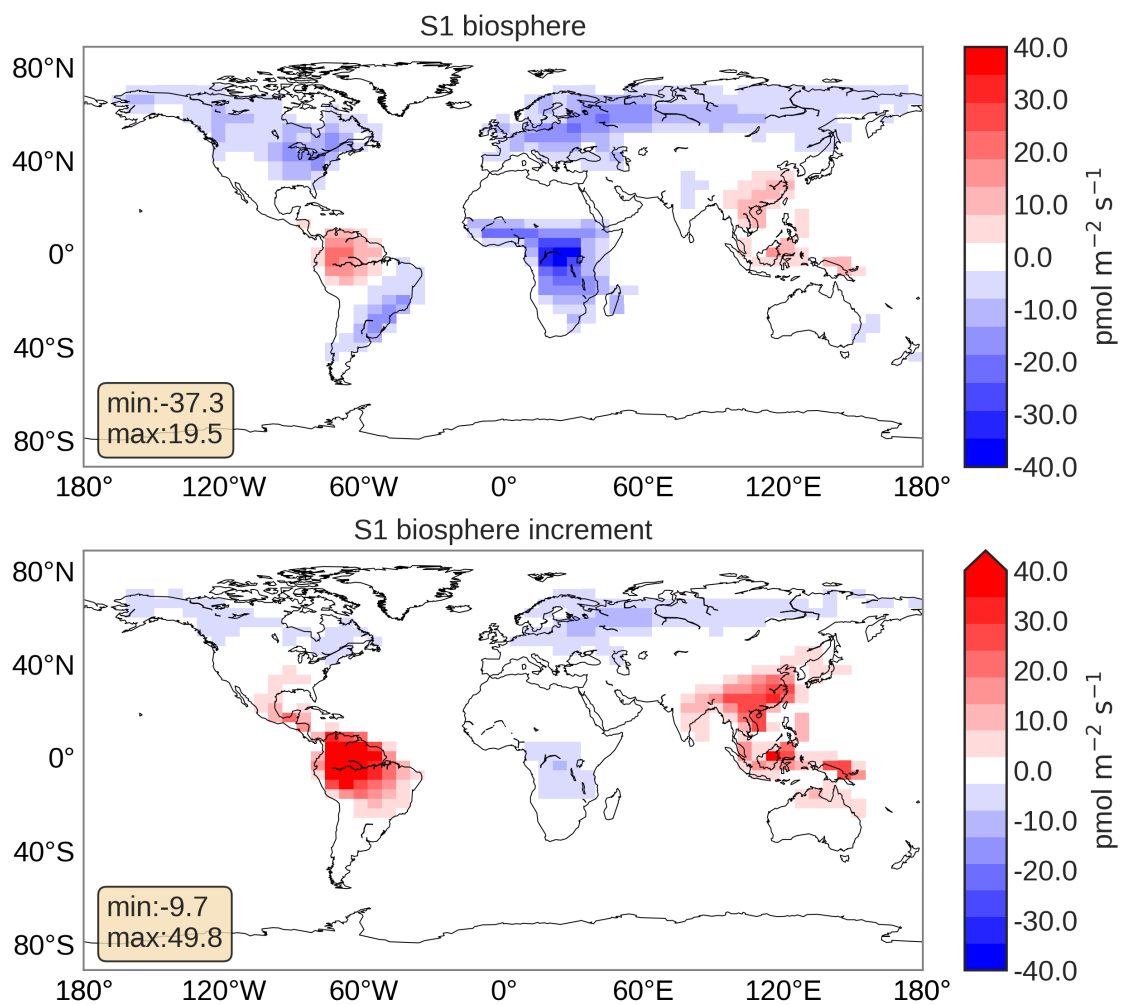 S1 biosphere
80°N
40°N
0°
40°S
80°S
min:-37.3
max:19.5
180° 120°W 60°W 0° 60°E 120°E 180°
40.0
30.0
20.0
10.0
0.0
-10.0
-20.0
-30.0
-40.0
pmol m⁻² s⁻¹
S1 biosphere increment
80°N
40°N
0°
40°S
80°S
min:-9.7
max:49.8
180° 120°W 60°W 0° 60°E 120°E 180°
40.0
30.0
20.0
10.0
0.0
-10.0
-20.0
-30.0
-40.0
pmol m⁻² s⁻¹